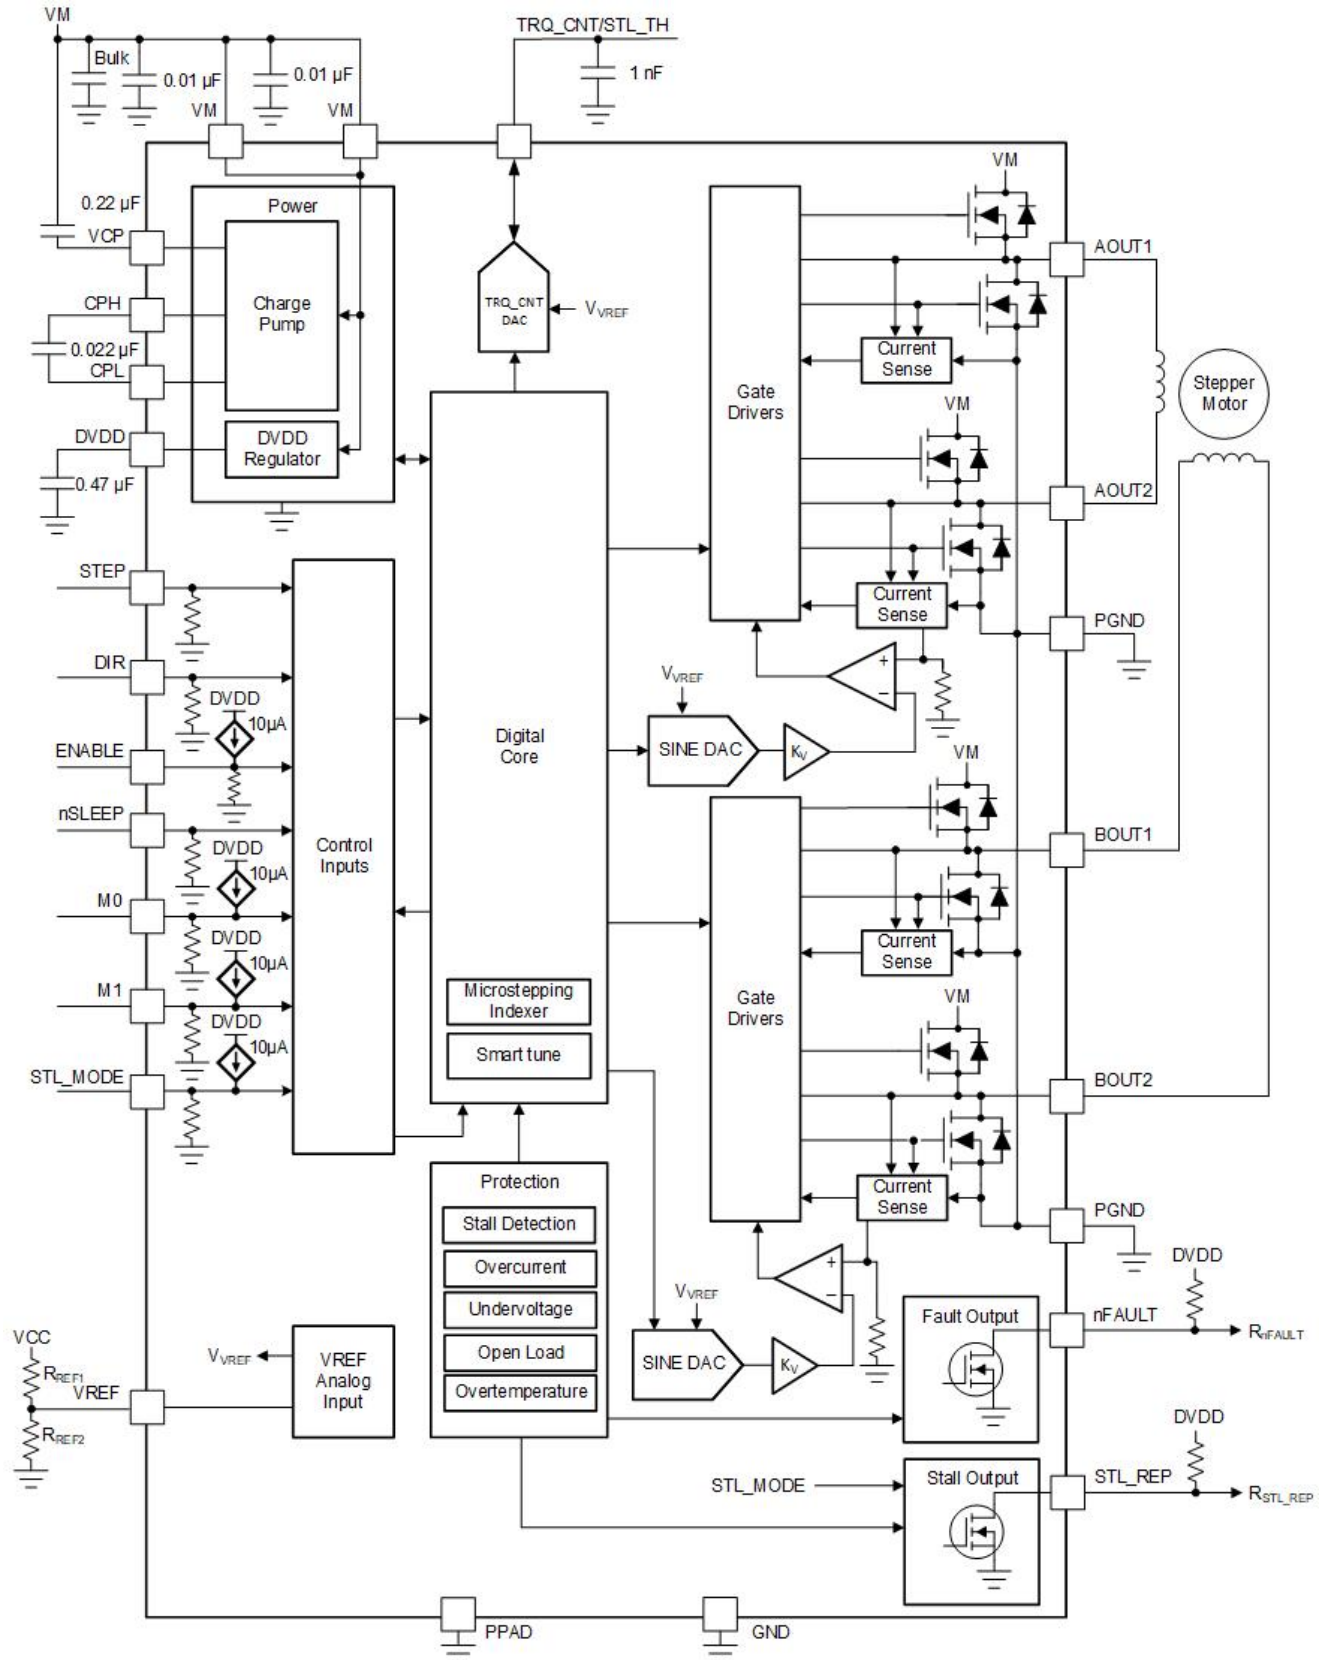 VM
TRQ_CNT/STL_TH
Bulk
0.01 µF
0.01 µF
1 nF
VM
VM
VM
0.22 µF
Power
VCP
AOUT1
CPH
Charge
Pump
TRQ_CNT
DAC
VVREF
0.022 µF
CPL
Current
Sense
Gate
Drivers
Stepper
Motor
VM
DVDD
DVDD
Regulator
0.47 µF
AOUT2
STEP
Current
Sense
PGND
DIR
VVREF
+
−
DVDD
10µA
ENABLE
Digital
Core
SINE DAC
KV
VM
nSLEEP
BOUT1
DVDD
10µA
Control
Inputs
M0
DVDD
10µA
Current
Sense
M1
Microstepping
Indexer
Gate
Drivers
VM
DVDD
10µA
Smart tune
STL_MODE
BOUT2
Protection
Current
Sense
PGND
Stall Detection
DVDD
Overcurrent
+
−
VVREF
Undervoltage
Fault Output
nFAULT
RnFAULT
VCC
RREF1
VREF
RREF2
VVREF
VREF
Analog
Input
Open Load
SINE DAC
KV
Overtemperature
DVDD
STL_MODE
Stall Output
STL_REP
RSTL_REP
PPAD
GND